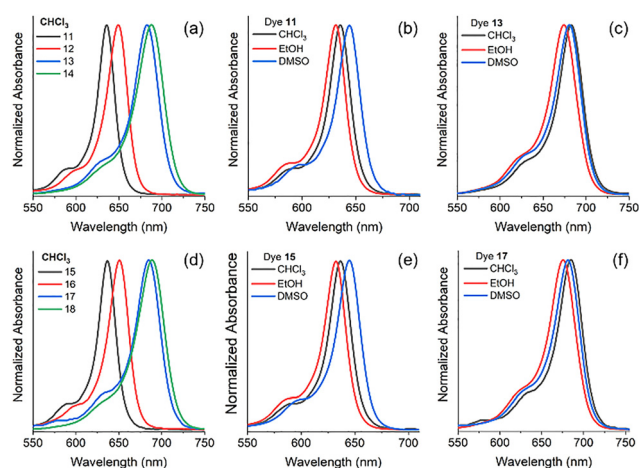 CHCl₃
11
12
13
14
(a)
Normalized Absorbance
550 600 650 700 750
Wavelength (nm)
Dye 11
CHCl₃
EtOH
DMSO
(b)
Normalized Absorbance
550 600 650 700
Wavelength (nm)
Dye 13
CHCl₃
EtOH
DMSO
(c)
Normalized Absorbance
550 600 650 700 750
Wavelength (nm)
CHCl₃
15
16
17
18
(d)
Normalized Absorbance
550 600 650 700 750
Wavelength (nm)
Dye 15
CHCl₃
EtOH
DMSO
(e)
Normalized Absorbance
550 600 650 700
Wavelength (nm)
Dye 17
CHCl₃
EtOH
DMSO
(f)
Normalized Absorbance
550 600 650 700 750
Wavelength (nm)